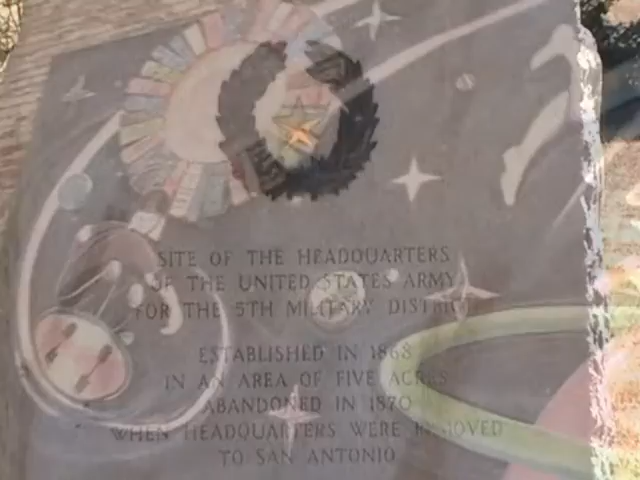 SITE OF THE HEADQUARTERS
OF THE UNITED STATES ARMY
FOR THE 5TH MILITARY DISTRICT
ESTABLISHED IN 1868
IN AN AREA OF FIVE ACRES
ABANDONED IN 1870
WHEN HEADQUARTERS WERE REMOVED
TO SAN ANTONIO